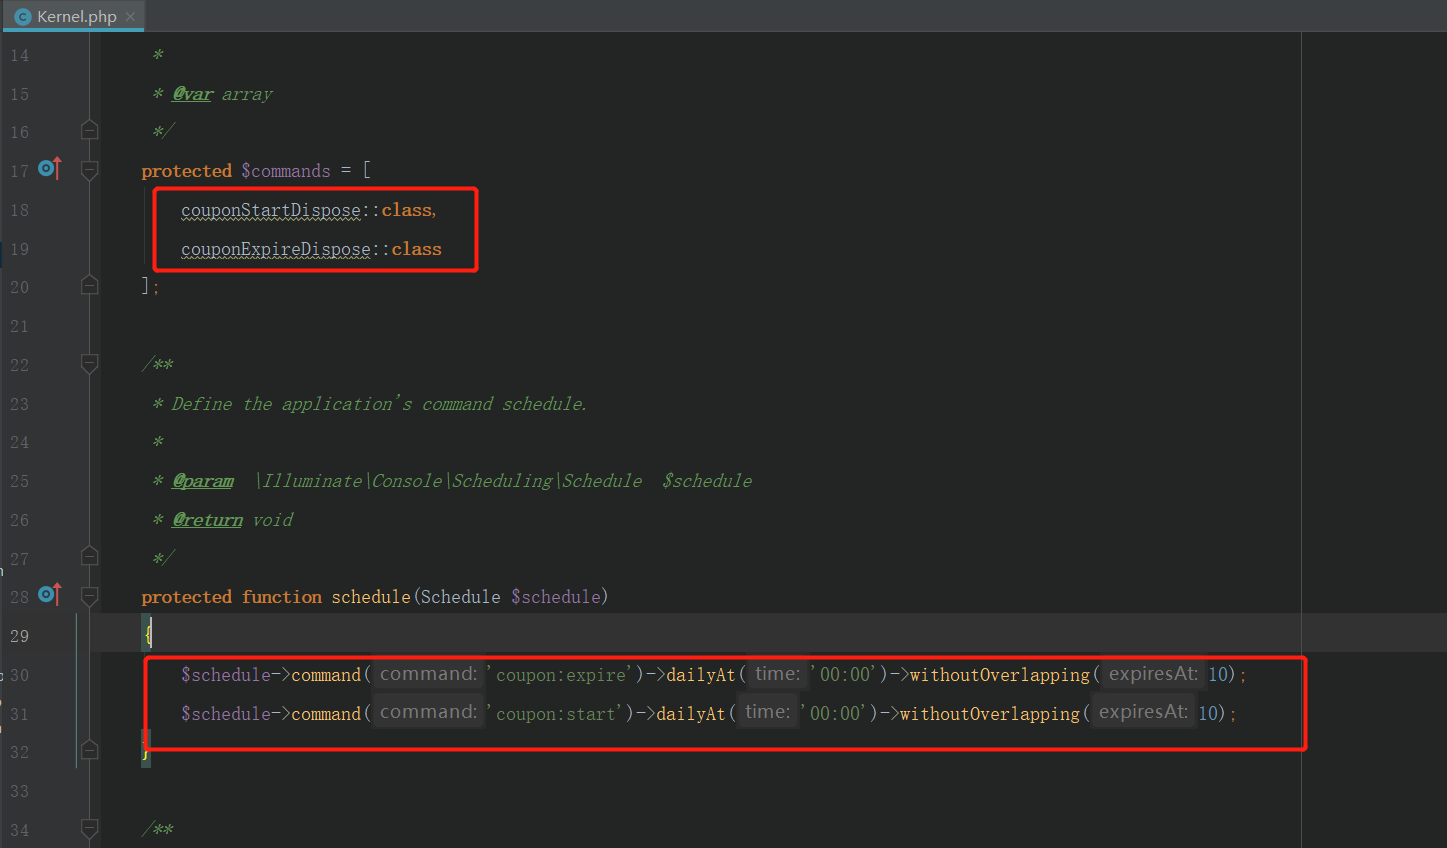 Kernel.php
14 *
15 * @var array
16 */
17 protected $commands = [
18 couponStartDispose::class,
19 couponExpireDispose::class
20 ];
21
22 /**
23 * Define the application's command schedule.
24 *
25 * @param  \Illuminate\Console\Scheduling\Schedule  $schedule
26 * @return void
27 */
28 protected function schedule(Schedule $schedule)
29 {
30 $schedule->command( command: 'coupon:expire')->dailyAt( time: '00:00')->withoutOverlapping( expiresAt: 10);
31 $schedule->command( command: 'coupon:start')->dailyAt( time: '00:00')->withoutOverlapping( expiresAt: 10);
32 }
33
34 /**